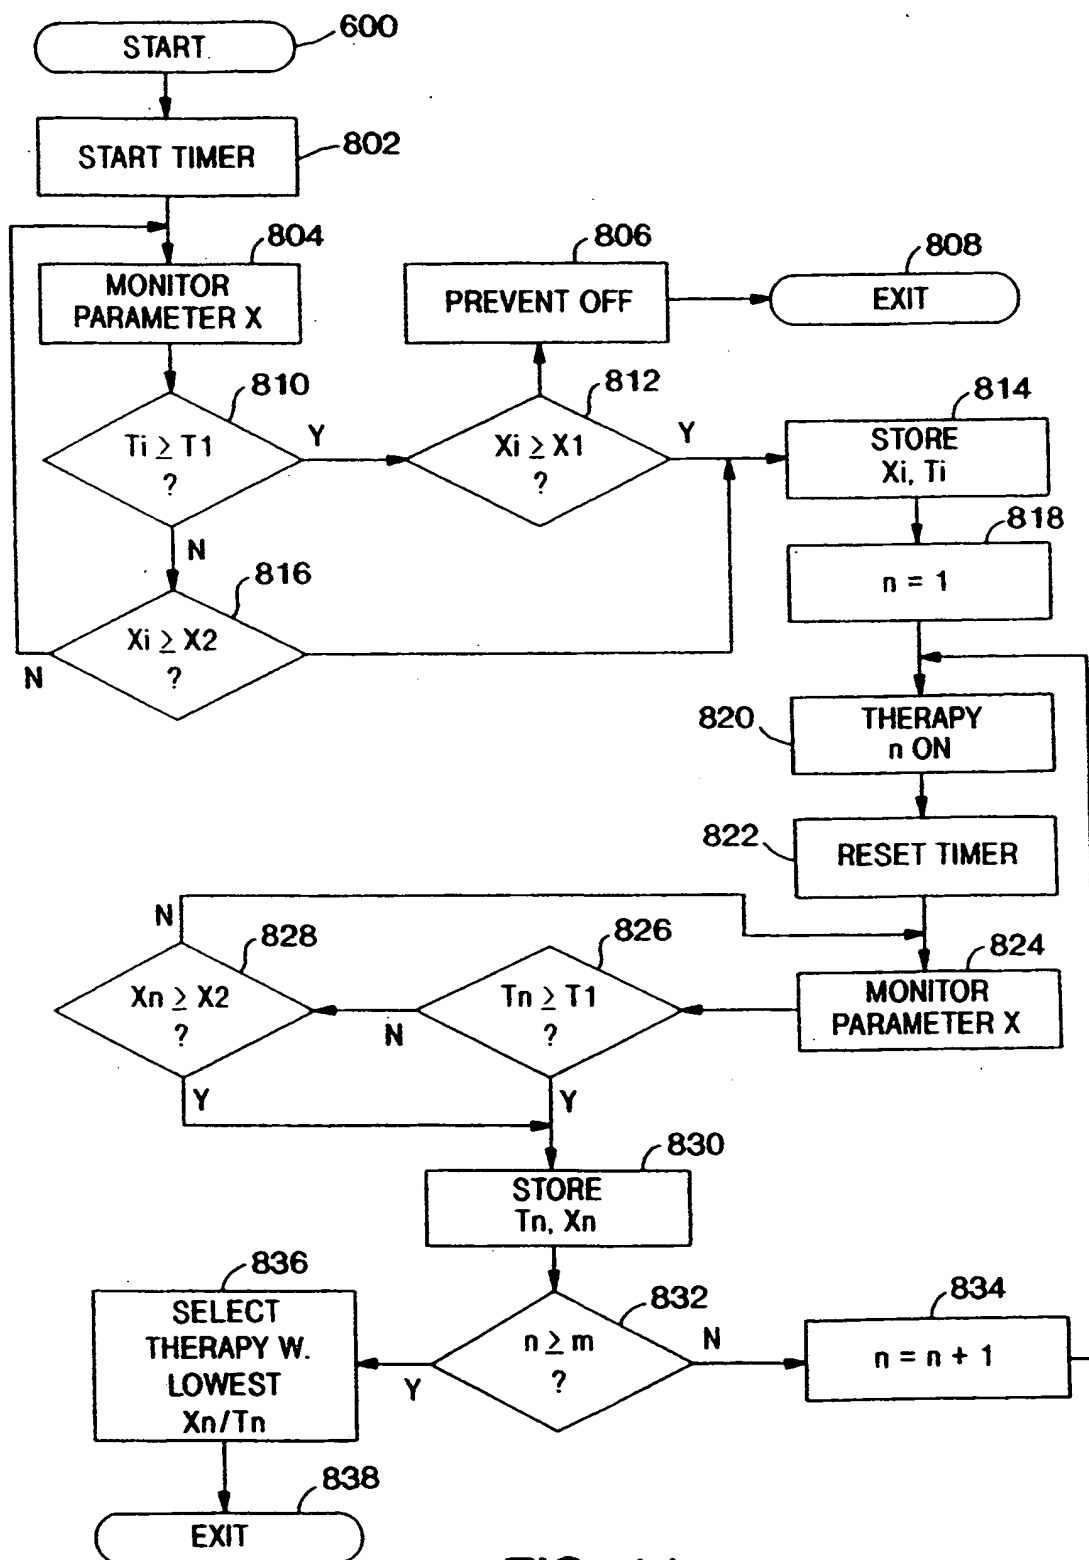 START
600
START TIMER
802
804
MONITOR
PARAMETER X
806
PREVENT OFF
808
EXIT
810
Ti ≥ T1
?
Y
812
Xi ≥ X1
?
Y
814
STORE
Xi, Ti
N
816
Xi ≥ X2
?
N
818
n = 1
820
THERAPY
n ON
822
RESET TIMER
824
MONITOR
PARAMETER X
826
Tn ≥ T1
?
N
Y
828
Xn ≥ X2
?
N
Y
830
STORE
Tn, Xn
832
n ≥ m
?
N
Y
834
n = n + 1
836
SELECT
THERAPY W.
LOWEST
Xn/Tn
838
EXIT